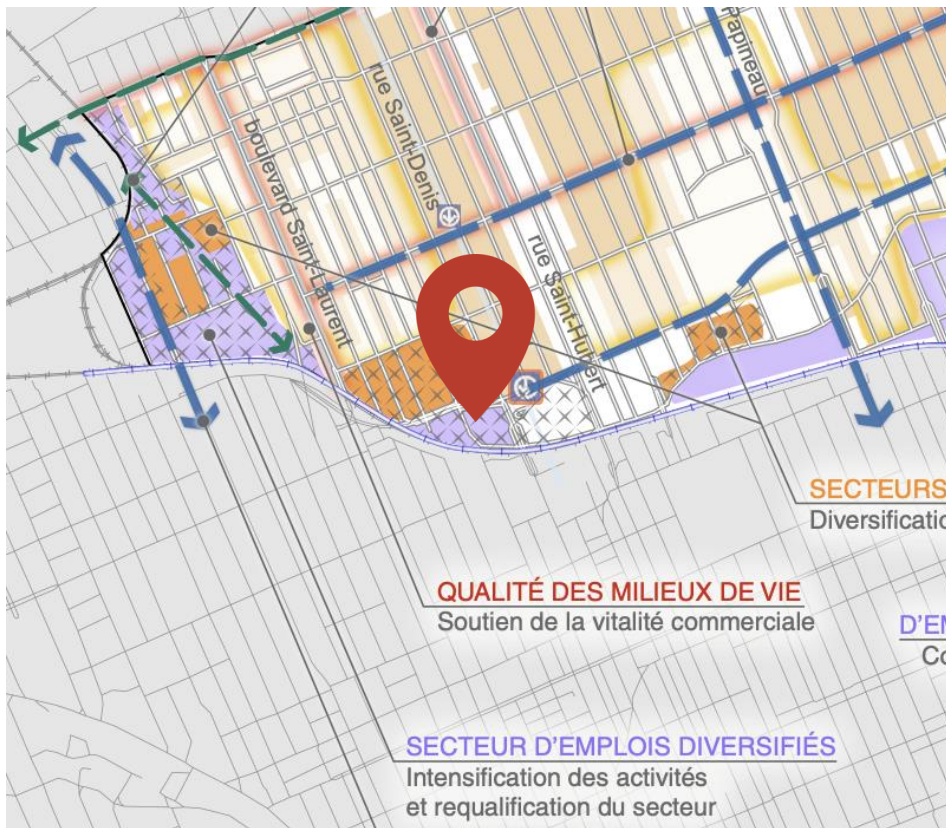 Papineau
rue Saint-Denis
boulevard Saint-Laurent
rue Saint-Hubert
SECTEURS
Diversificatio
QUALITÉ DES MILIEUX DE VIE
Soutien de la vitalité commerciale
D'EM
Co
SECTEUR D'EMPLOIS DIVERSIFIÉS
Intensification des activités
et requalification du secteur